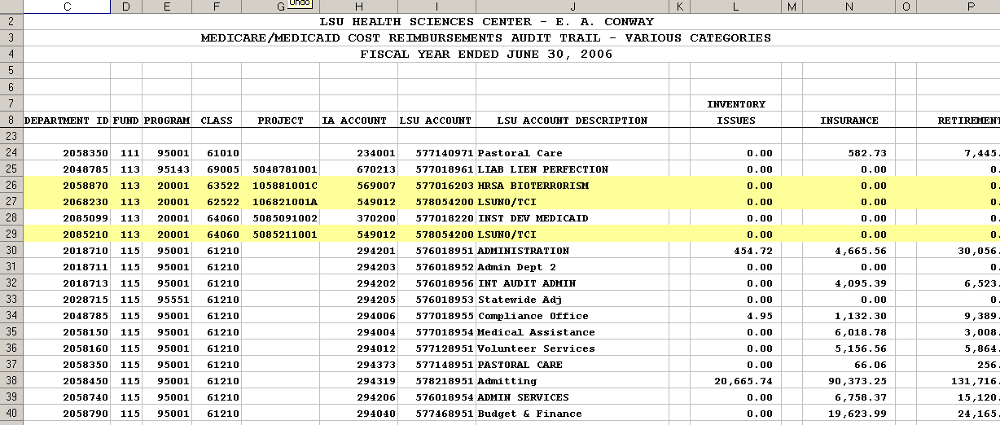 C D E F G Undo H I J K L M N O P
2 LSU HEALTH SCIENCES CENTER - E. A. CONWAY
3 MEDICARE/MEDICAID COST REIMBURSEMENTS AUDIT TRAIL - VARIOUS CATEGORIES
4 FISCAL YEAR ENDED JUNE 30, 2006
5
6
7 INVENTORY
8 DEPARTMENT ID FUND PROGRAM CLASS PROJECT IA ACCOUNT LSU ACCOUNT LSU ACCOUNT DESCRIPTION ISSUES INSURANCE RETIREMENT
23
24 2058350 111 95001 61010 234001 577140971 Pastoral Care 0.00 582.73 7,445.
25 2048785 113 95143 69005 5048781001 670213 577018961 LIAB LIEN PERFECTION 0.00 0.00 0.
26 2058870 113 20001 63522 105881001C 569007 577016203 HRSA BIOTERRORISM 0.00 0.00 0.
27 2068230 113 20001 62522 106821001A 549012 578054200 LSUNO/TCI 0.00 0.00 0.
28 2085099 113 20001 64060 5085091002 370200 577018220 INST DEV MEDICAID 0.00 0.00 0.
29 2085210 113 20001 64060 5085211001 549012 578054200 LSUNO/TCI 0.00 0.00 0.
30 2018710 115 95001 61210 294201 576018951 ADMINISTRATION 454.72 4,665.56 30,056.
31 2018711 115 95001 61210 294203 576018952 Admin Dept 2 0.00 0.00 0.
32 2018713 115 95001 61210 294202 576018956 INT AUDIT ADMIN 0.00 4,095.39 6,523.
33 2028715 115 95551 61210 294205 576018953 Statewide Adj 0.00 0.00 0.
34 2048785 115 95001 61210 294006 577018955 Compliance Office 4.95 1,132.30 9,389.
35 2058150 115 95001 61210 294004 577018954 Medical Assistance 0.00 6,018.78 3,008.
36 2058160 115 95001 61210 294012 577128951 Volunteer Services 0.00 5,156.56 5,864.
37 2058350 115 95001 61210 294373 577148951 PASTORAL CARE 0.00 66.06 256.
38 2058450 115 95001 61210 294319 578218951 Admitting 20,665.74 90,373.25 131,716.
39 2058740 115 95001 61210 294206 576018954 ADMIN SERVICES 0.00 6,758.37 15,120.
40 2058790 115 95001 61210 294040 577468951 Budget & Finance 0.00 19,623.99 24,165.